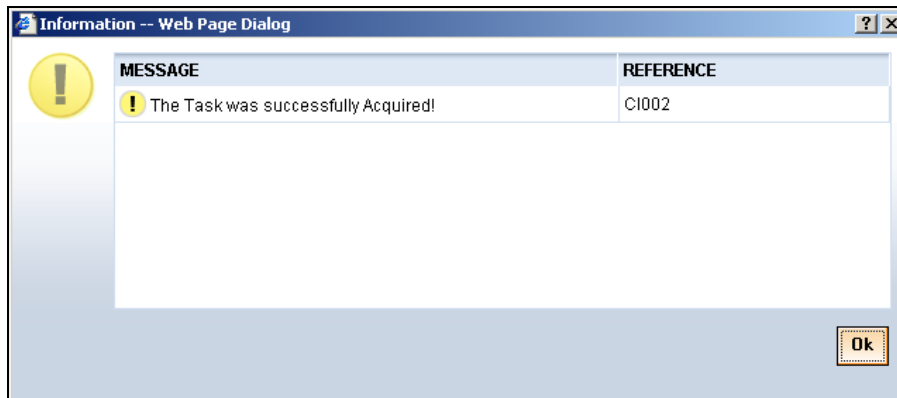 Information -- Web Page Dialog
MESSAGE REFERENCE
The Task was successfully Acquired! CI002
Ok